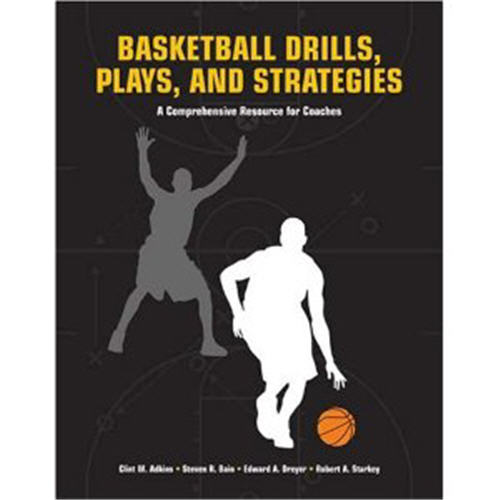 BASKETBALL DRILLS,
PLAYS, AND STRATEGIES
A Comprehensive Resource for Coaches
Clint M. Adkins • Steven R. Bain • Edward A. Dreyer • Robert A. Starkey